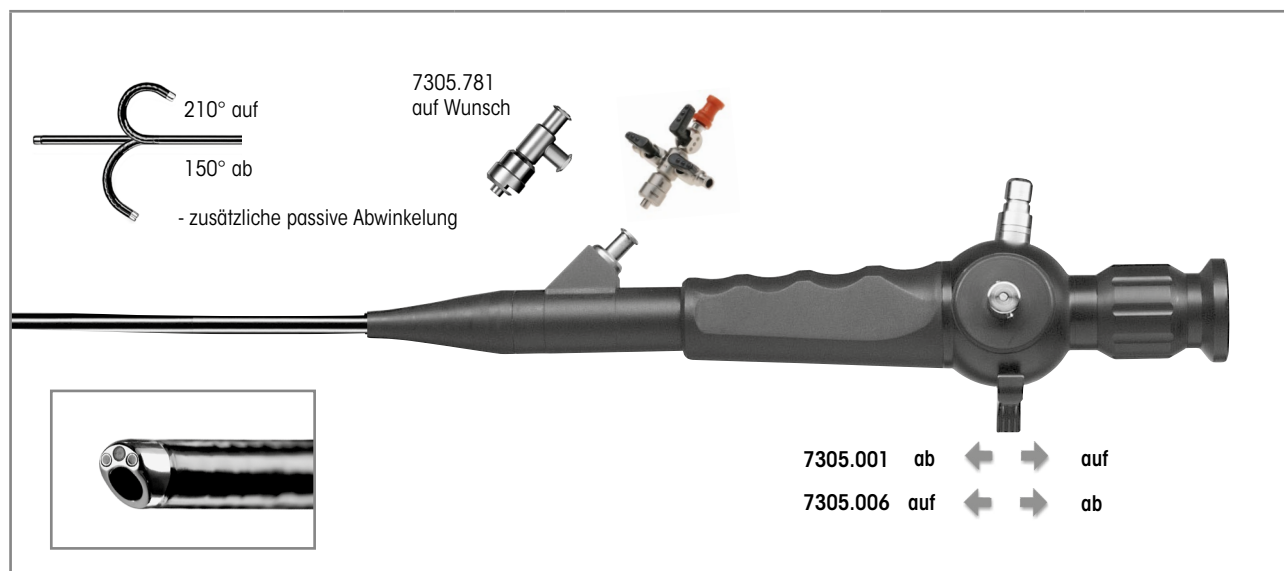 210° auf
150° ab
- zusätzliche passive Abwinkelung
7305.781
auf Wunsch
7305.001 ab auf
7305.006 auf ab